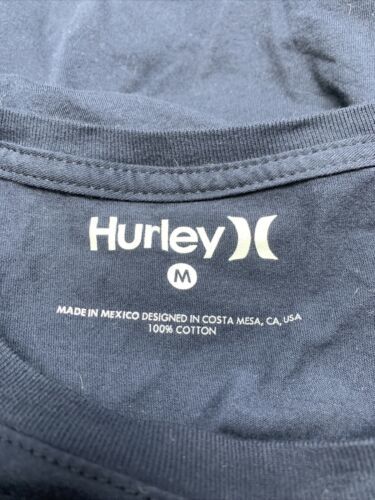 Hurley
M
MADE IN MEXICO DESIGNED IN COSTA MESA, CA, USA
100% COTTON